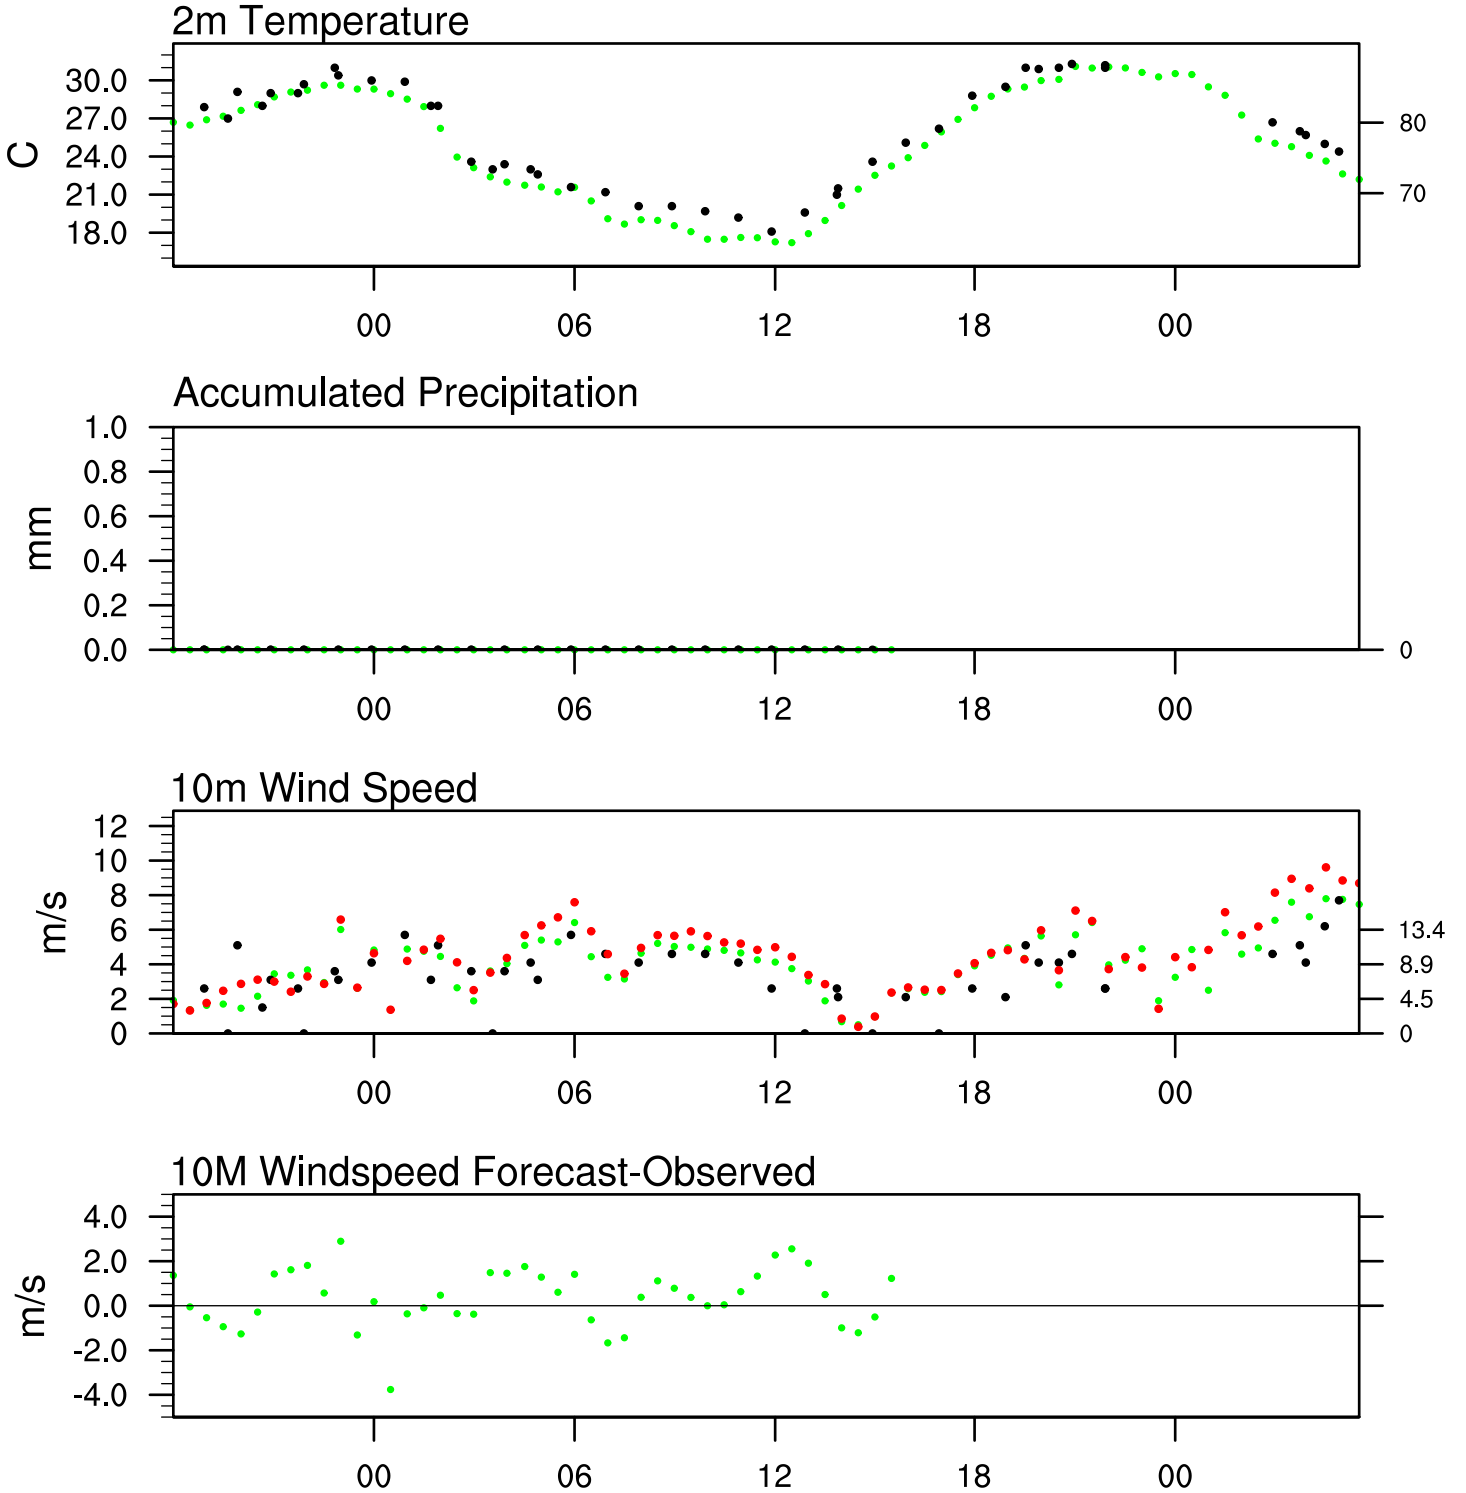 2m Temperature
30.0
27.0
24.0
21.0
18.0
C
80
70
00 06 12 18 00
Accumulated Precipitation
1.0
0.8
0.6
0.4
0.2
0.0
mm
0
00 06 12 18 00
10m Wind Speed
12
10
8
6
4
2
0
m/s
13.4
8.9
4.5
0
00 06 12 18 00
10M Windspeed Forecast-Observed
4.0
2.0
0.0
-2.0
-4.0
m/s
00 06 12 18 00